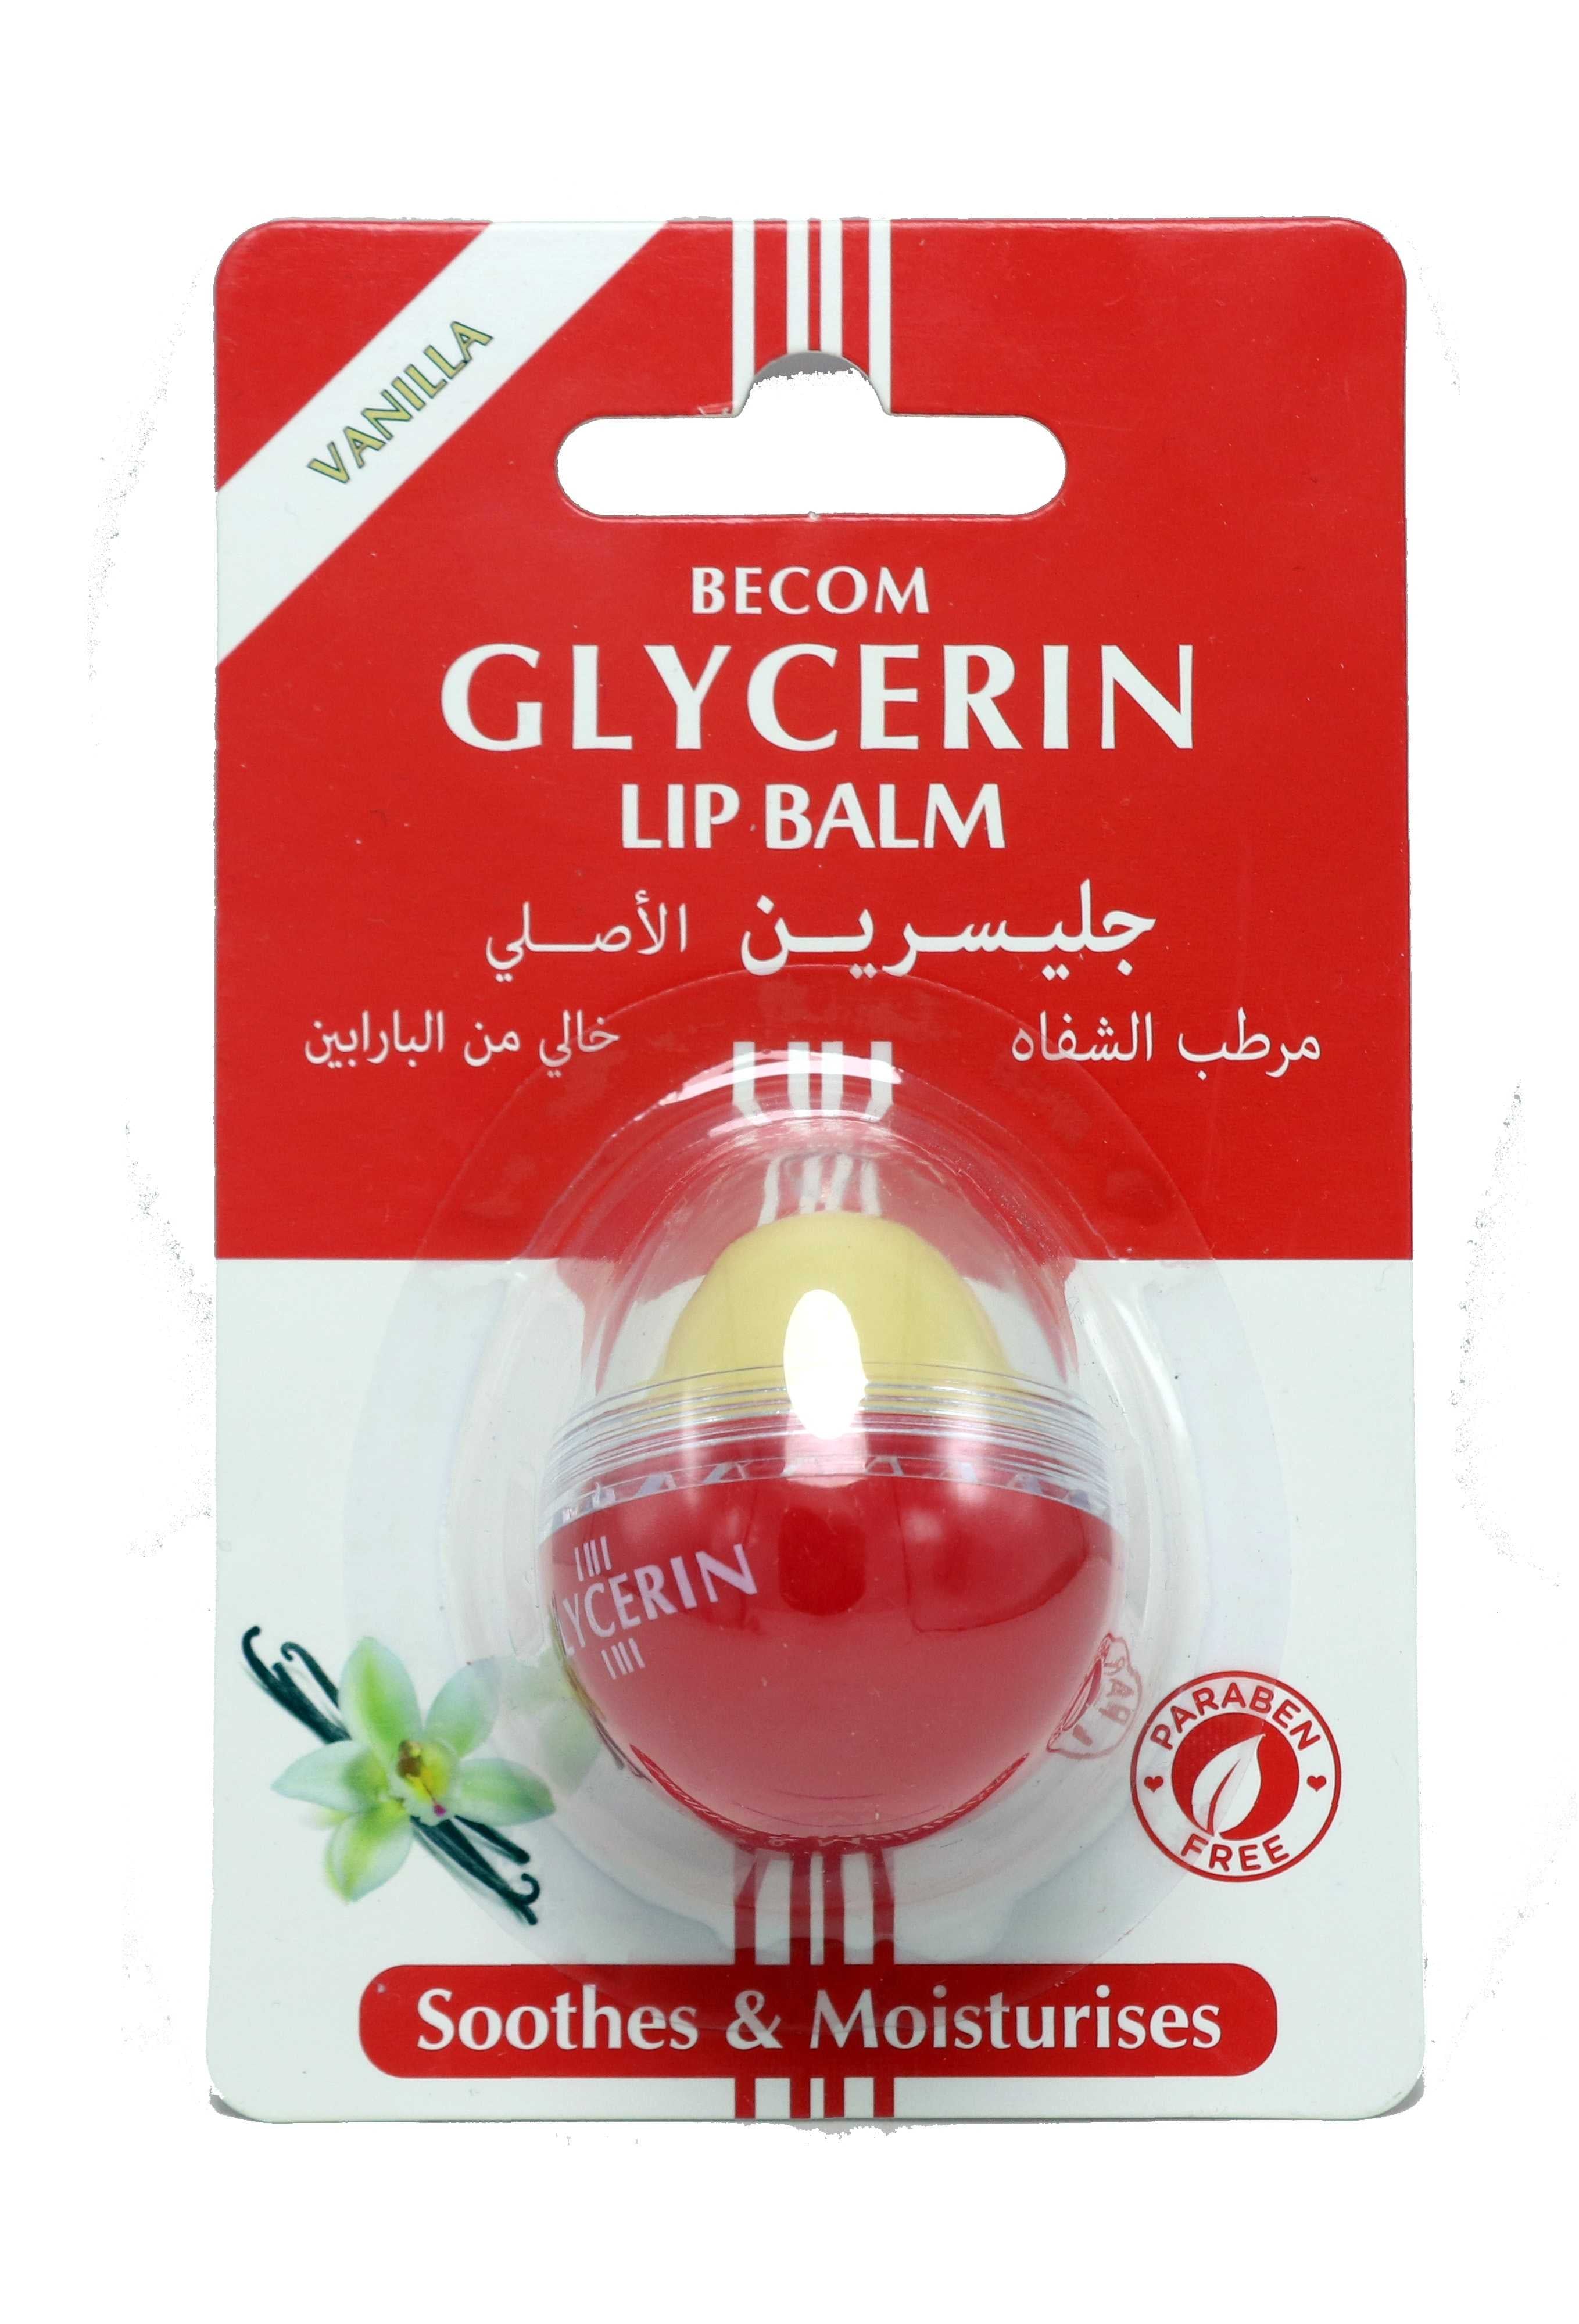 VANILLA
BECOM
GLYCERIN
LIP BALM
جليسرين الأصلي
مرطب الشفاه
خالي من البارابين
GLYCERIN
PARABEN
FREE
Soothes & Moisturises